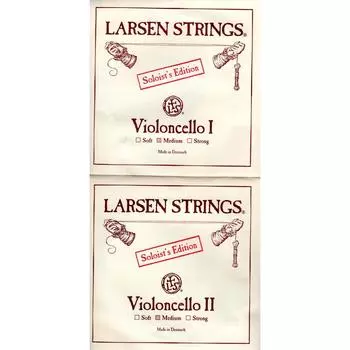 LARSEN STRINGS®
Soloist's Edition
Violoncello I
☐ Soft ☒ Medium ☐ Strong
Made in Denmark
LARSEN STRINGS®
Soloist's Edition
Violoncello II
☐ Soft ☒ Medium ☐ Strong
Made in Denmark